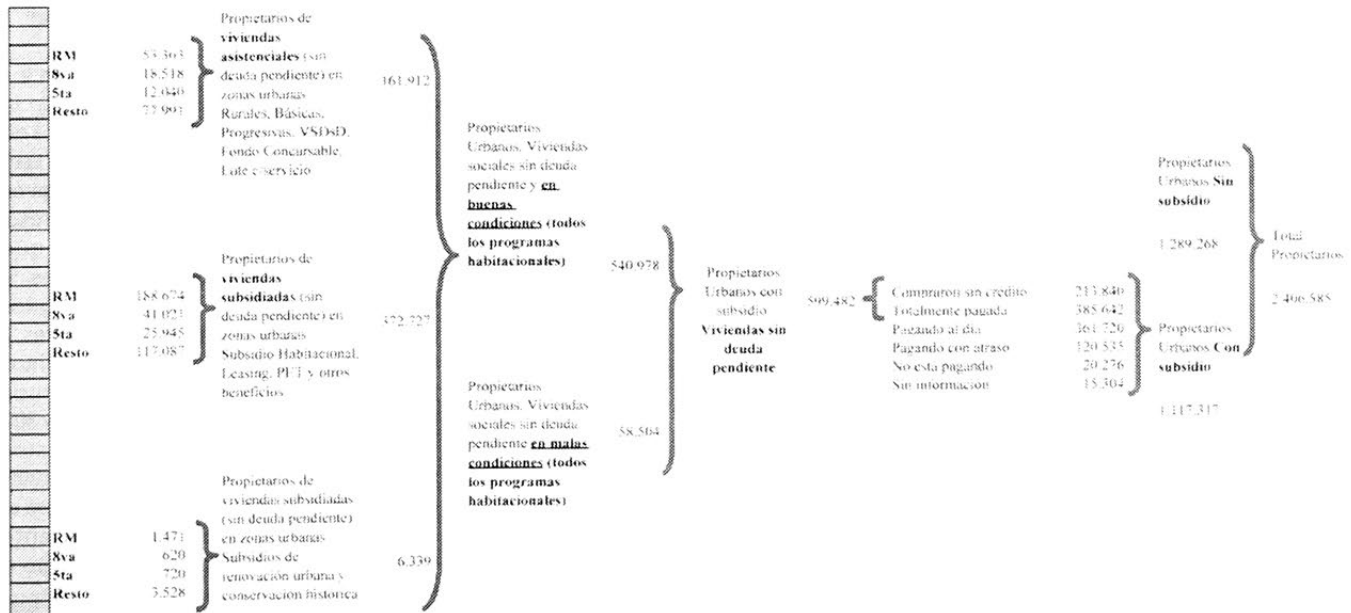 RM 53.363
8va 18.518
5ta 12.040
Resto 77.991
Propietarios de
viviendas
asistenciales (sin
deuda pendiente) en
zonas urbanas
Rurales, Básicas,
Progresivas, VSDsD,
Fondo Concursable,
Lote c/servicio
161.912
RM 188.674
8va 41.021
5ta 25.945
Resto 117.087
Propietarios de
viviendas
subsidiadas (sin
deuda pendiente) en
zonas urbanas
Subsidio Habitacional,
Leasing, PET y otros
beneficios
372.727
RM 1.471
8va 620
5ta 720
Resto 3.528
Propietarios de
viviendas subsidiadas
(sin deuda pendiente)
en zonas urbanas
Subsidios de
renovación urbana y
conservación histórica
6.339
Propietarios
Urbanos, Viviendas
sociales sin deuda
pendiente y en
buenas
condiciones (todos
los programas
habitacionales)
540.978
Propietarios
Urbanos, Viviendas
sociales sin deuda
pendiente en malas
condiciones (todos
los programas
habitacionales)
58.504
Propietarios
Urbanos con
subsidio
Viviendas sin
deuda
pendiente
599.482
Compraron sin crédito 213.840
Totalmente pagada 385.642
Pagando al día 361.720
Pagando con atraso 120.535
No esta pagando 20.276
Sin información 15.304
Propietarios
Urbanos Sin
subsidio
1.289.268
Propietarios
Urbanos Con
subsidio
1.117.317
Total
Propietarios
2.406.585